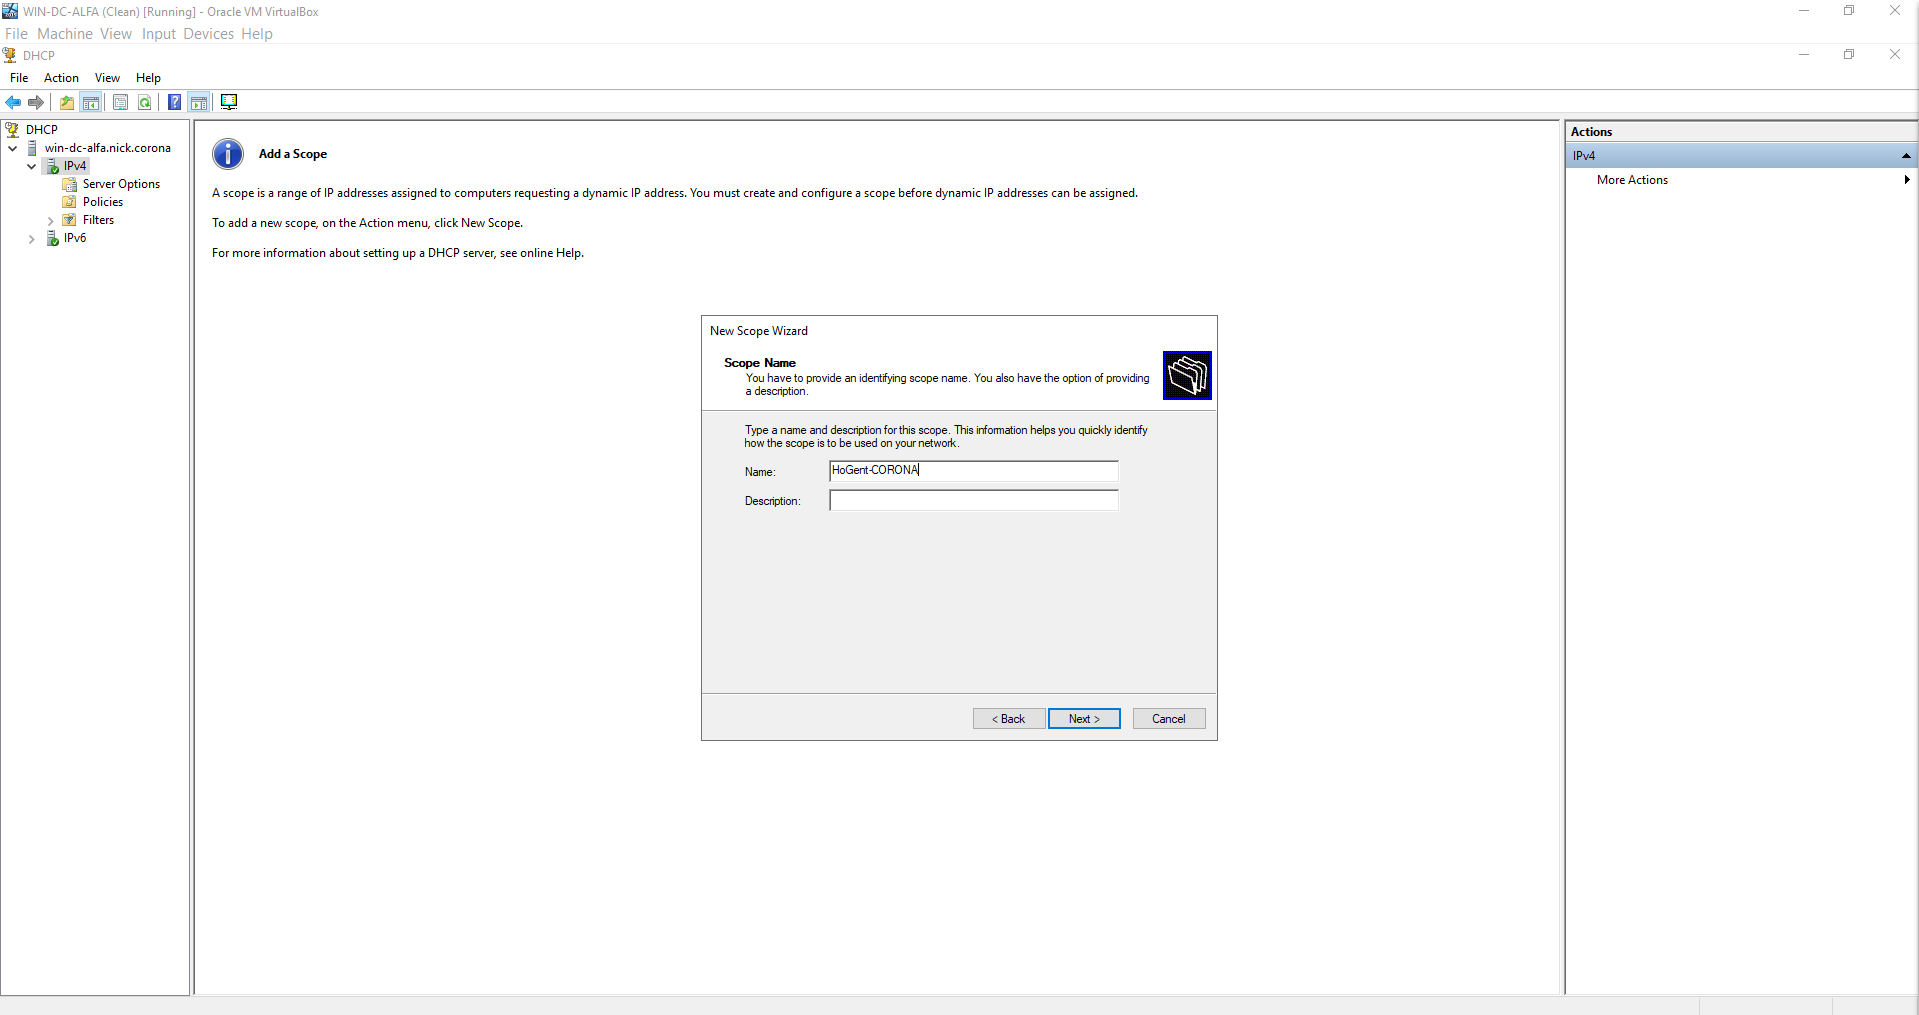 WIN-DC-ALFA (Clean) [Running] - Oracle VM VirtualBox
File Machine View Input Devices Help
DHCP
File Action View Help
DHCP
win-dc-alfa.nick.corona
IPv4
Server Options
Policies
Filters
IPv6
Add a Scope
A scope is a range of IP addresses assigned to computers requesting a dynamic IP address. You must create and configure a scope before dynamic IP addresses can be assigned.
To add a new scope, on the Action menu, click New Scope.
For more information about setting up a DHCP server, see online Help.
New Scope Wizard
Scope Name
You have to provide an identifying scope name. You also have the option of providing
a description.
Type a name and description for this scope. This information helps you quickly identify
how the scope is to be used on your network.
Name: HoGent-CORONA
Description:
< Back Next > Cancel
Actions
IPv4
More Actions